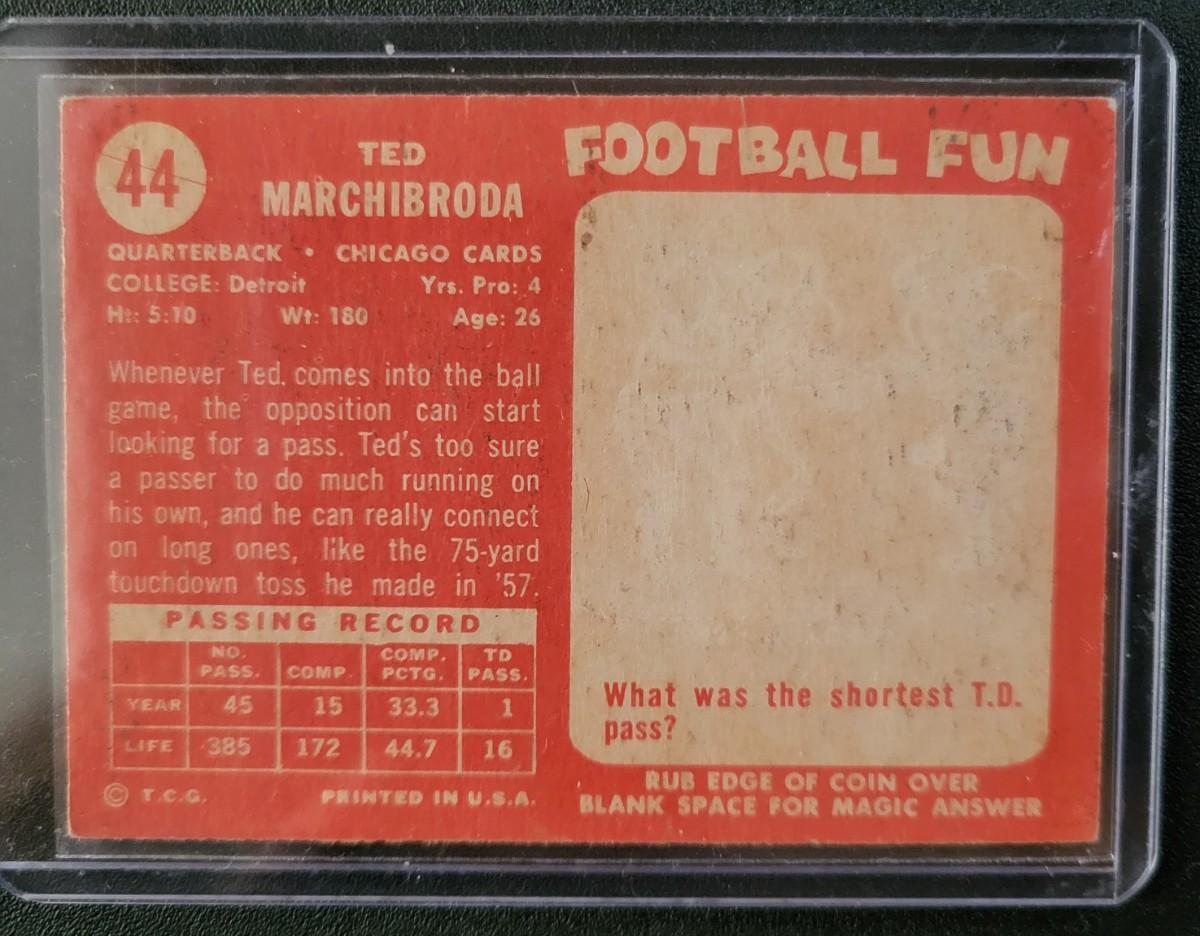 44
TED
MARCHIBRODA
QUARTERBACK • CHICAGO CARDS
COLLEGE: Detroit Yrs. Pro: 4
Ht: 5:10 Wt: 180 Age: 26
Whenever Ted. comes into the ball
game, the opposition can start
looking for a pass. Ted's too sure
a passer to do much running on
his own, and he can really connect
on long ones, like the 75-yard
touchdown toss he made in '57.
PASSING RECORD
NO. PASS. COMP. COMP. PCTG. TD PASS.
YEAR 45 15 33.3 1
LIFE 385 172 44.7 16
© T.C.G. PRINTED IN U.S.A.
FOOTBALL FUN
What was the shortest T.D.
pass?
RUB EDGE OF COIN OVER
BLANK SPACE FOR MAGIC ANSWER